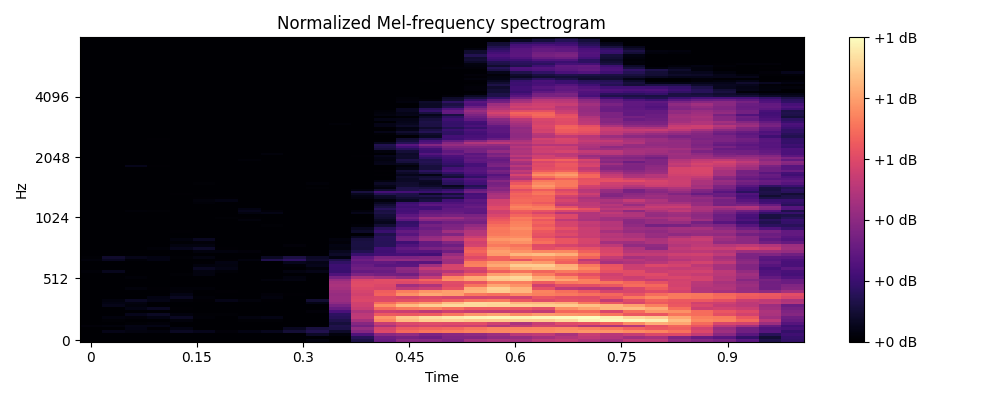 Normalized Mel-frequency spectrogram
Hz
4096
2048
1024
512
0
0 0.15 0.3 0.45 0.6 0.75 0.9
Time
+1 dB
+1 dB
+1 dB
+0 dB
+0 dB
+0 dB